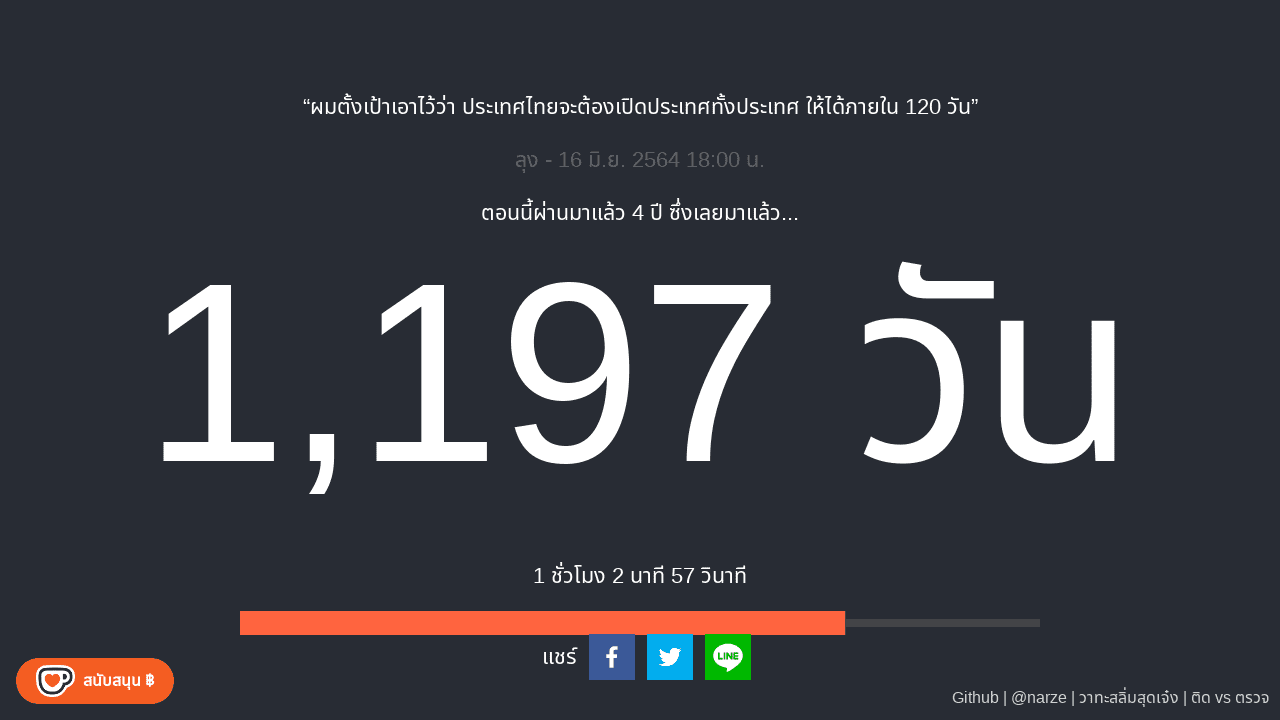 “ผมตั้งเป้าเอาไว้ว่า ประเทศไทยจะต้องเปิดประเทศทั้งประเทศ ให้ได้ภายใน 120 วัน”
ลุง - 16 มิ.ย. 2564 18:00 น.
ตอนนี้ผ่านมาแล้ว 4 ปี ซึ่งเลยมาแล้ว...
1,197 วัน
1 ชั่วโมง 2 นาที 57 วินาที
แชร์
LINE
สนับสนุน ฿
Github | @narze | วาทะสลิ่มสุดเจ๋ง | ติด vs ตรวจ